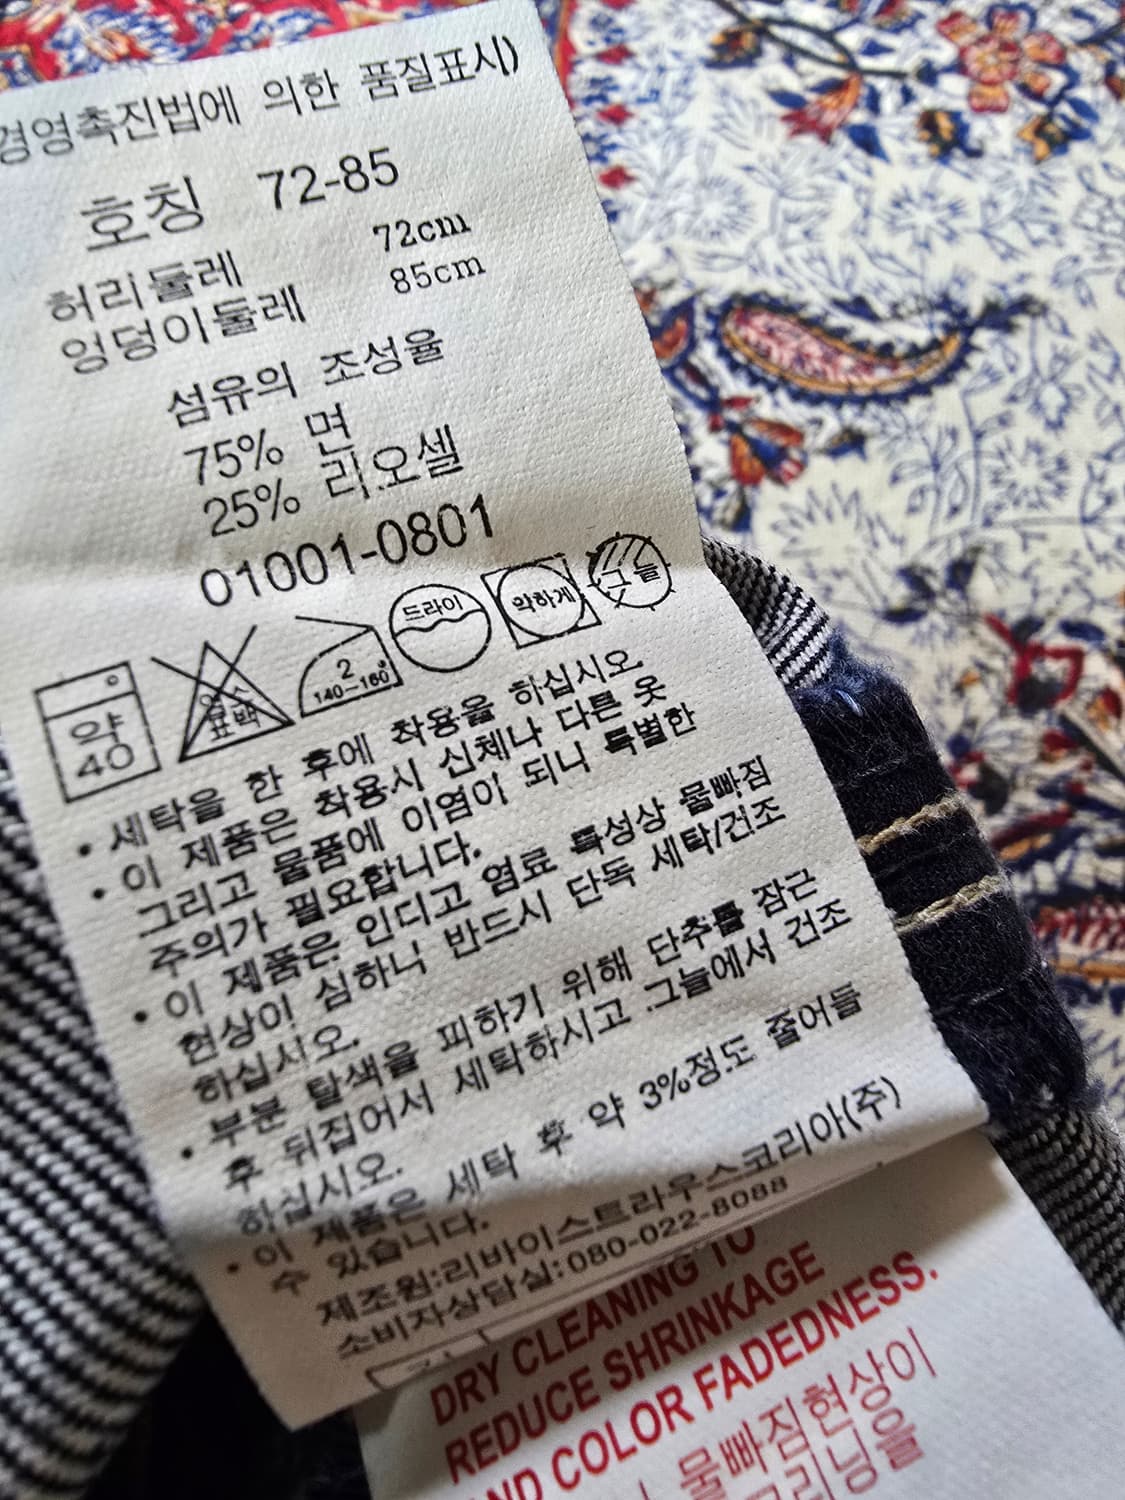 경영촉진법에 의한 품질표시)
호칭 72-85
허리둘레 72cm
엉덩이둘레 85cm
섬유의 조성율
75% 면
25% 리오셀
01001-0801
약 40
염소 표백
2 140~160°
드라이
약하게
그늘
• 세탁을 한 후에 착용을 하십시오.
• 이 제품은 착용시 신체나 다른 옷
그리고 물품에 이염이 되니 특별한
주의가 필요합니다.
• 이 제품은 인디고 염료 특성상 물빠짐
현상이 심하니 반드시 단독 세탁/건조
하십시오.
• 부분 탈색을 피하기 위해 단추를 잠근
후 뒤집어서 세탁하시고 그늘에서 건조
하십시오.
• 이 제품은 세탁 후 약 3%정도 줄어들
수 있습니다.
제조원:리바이스트라우스코리아(주)
소비자상담실:080-022-8088
DRY CLEANING TO
REDUCE SHRINKAGE
AND COLOR FADEDNESS.
물빠짐현상이